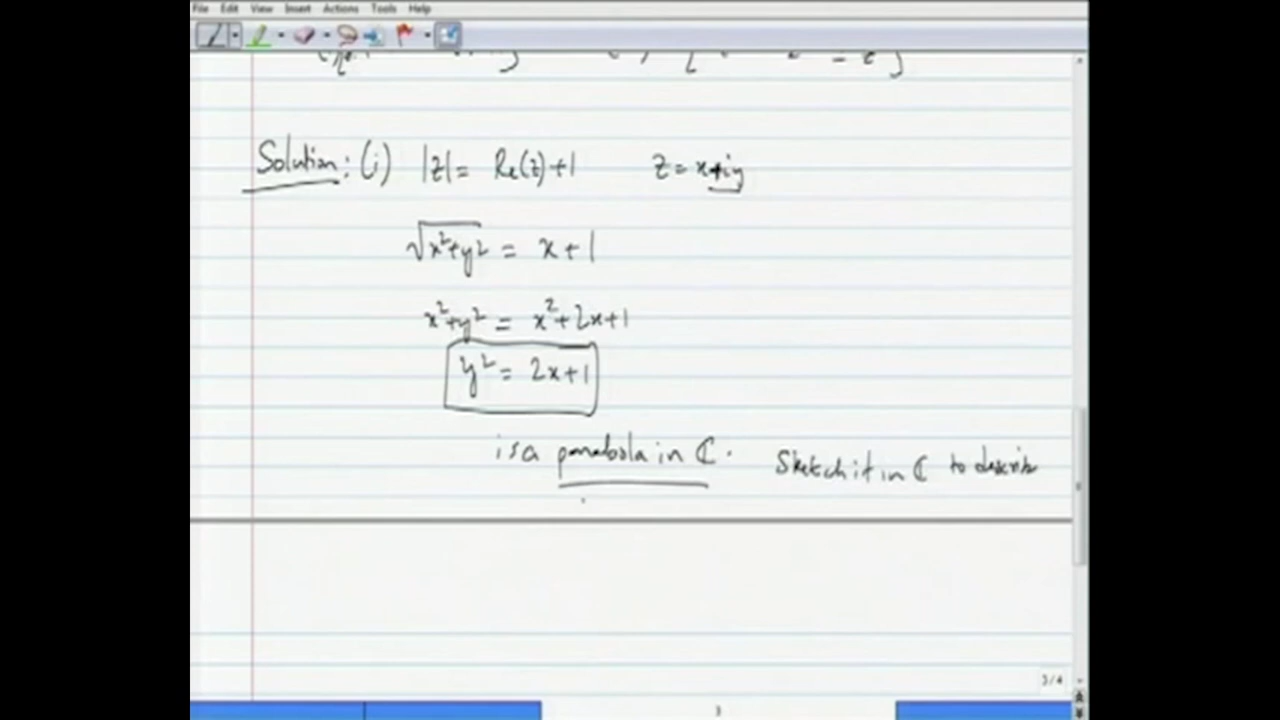 File Edit View Insert Actions Tools Help
Solution: (i) |z| = Re(z)+1 z = x+iy
√x²+y² = x+1
x²+y² = x²+2x+1
y² = 2x+1
is a parabola in ℂ. Sketch it in ℂ to describe
3/4
3